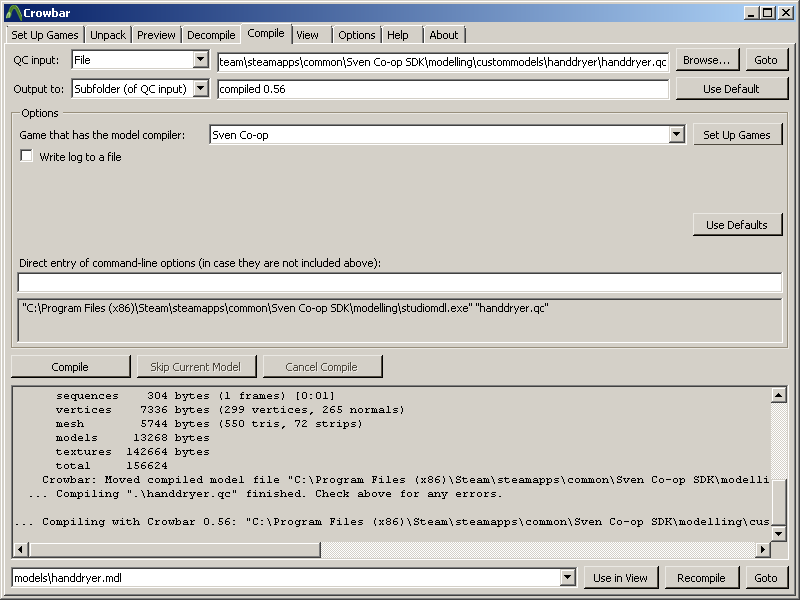 Crowbar
Set Up Games Unpack Preview Decompile Compile View Options Help About
QC input: File team\steamapps\common\Sven Co-op SDK\modelling\custommodels\handdryer\handdryer.qc Browse... Goto
Output to: Subfolder (of QC input) compiled 0.56 Use Default
Options
Game that has the model compiler: Sven Co-op Set Up Games
Write log to a file
Use Defaults
Direct entry of command-line options (in case they are not included above):
"C:\Program Files (x86)\Steam\steamapps\common\Sven Co-op SDK\modelling\studiomdl.exe" "handdryer.qc"
Compile Skip Current Model Cancel Compile
sequences 304 bytes (1 frames) [0:01]
vertices 7336 bytes (299 vertices, 265 normals)
mesh 5744 bytes (550 tris, 72 strips)
models 13268 bytes
textures 142664 bytes
total 156624
Crowbar: Moved compiled model file "C:\Program Files (x86)\Steam\steamapps\common\Sven Co-op SDK\modelli
... Compiling ".\handdryer.qc" finished. Check above for any errors.
... Compiling with Crowbar 0.56: "C:\Program Files (x86)\Steam\steamapps\common\Sven Co-op SDK\modelling\cus
models\handdryer.mdl Use in View Recompile Goto